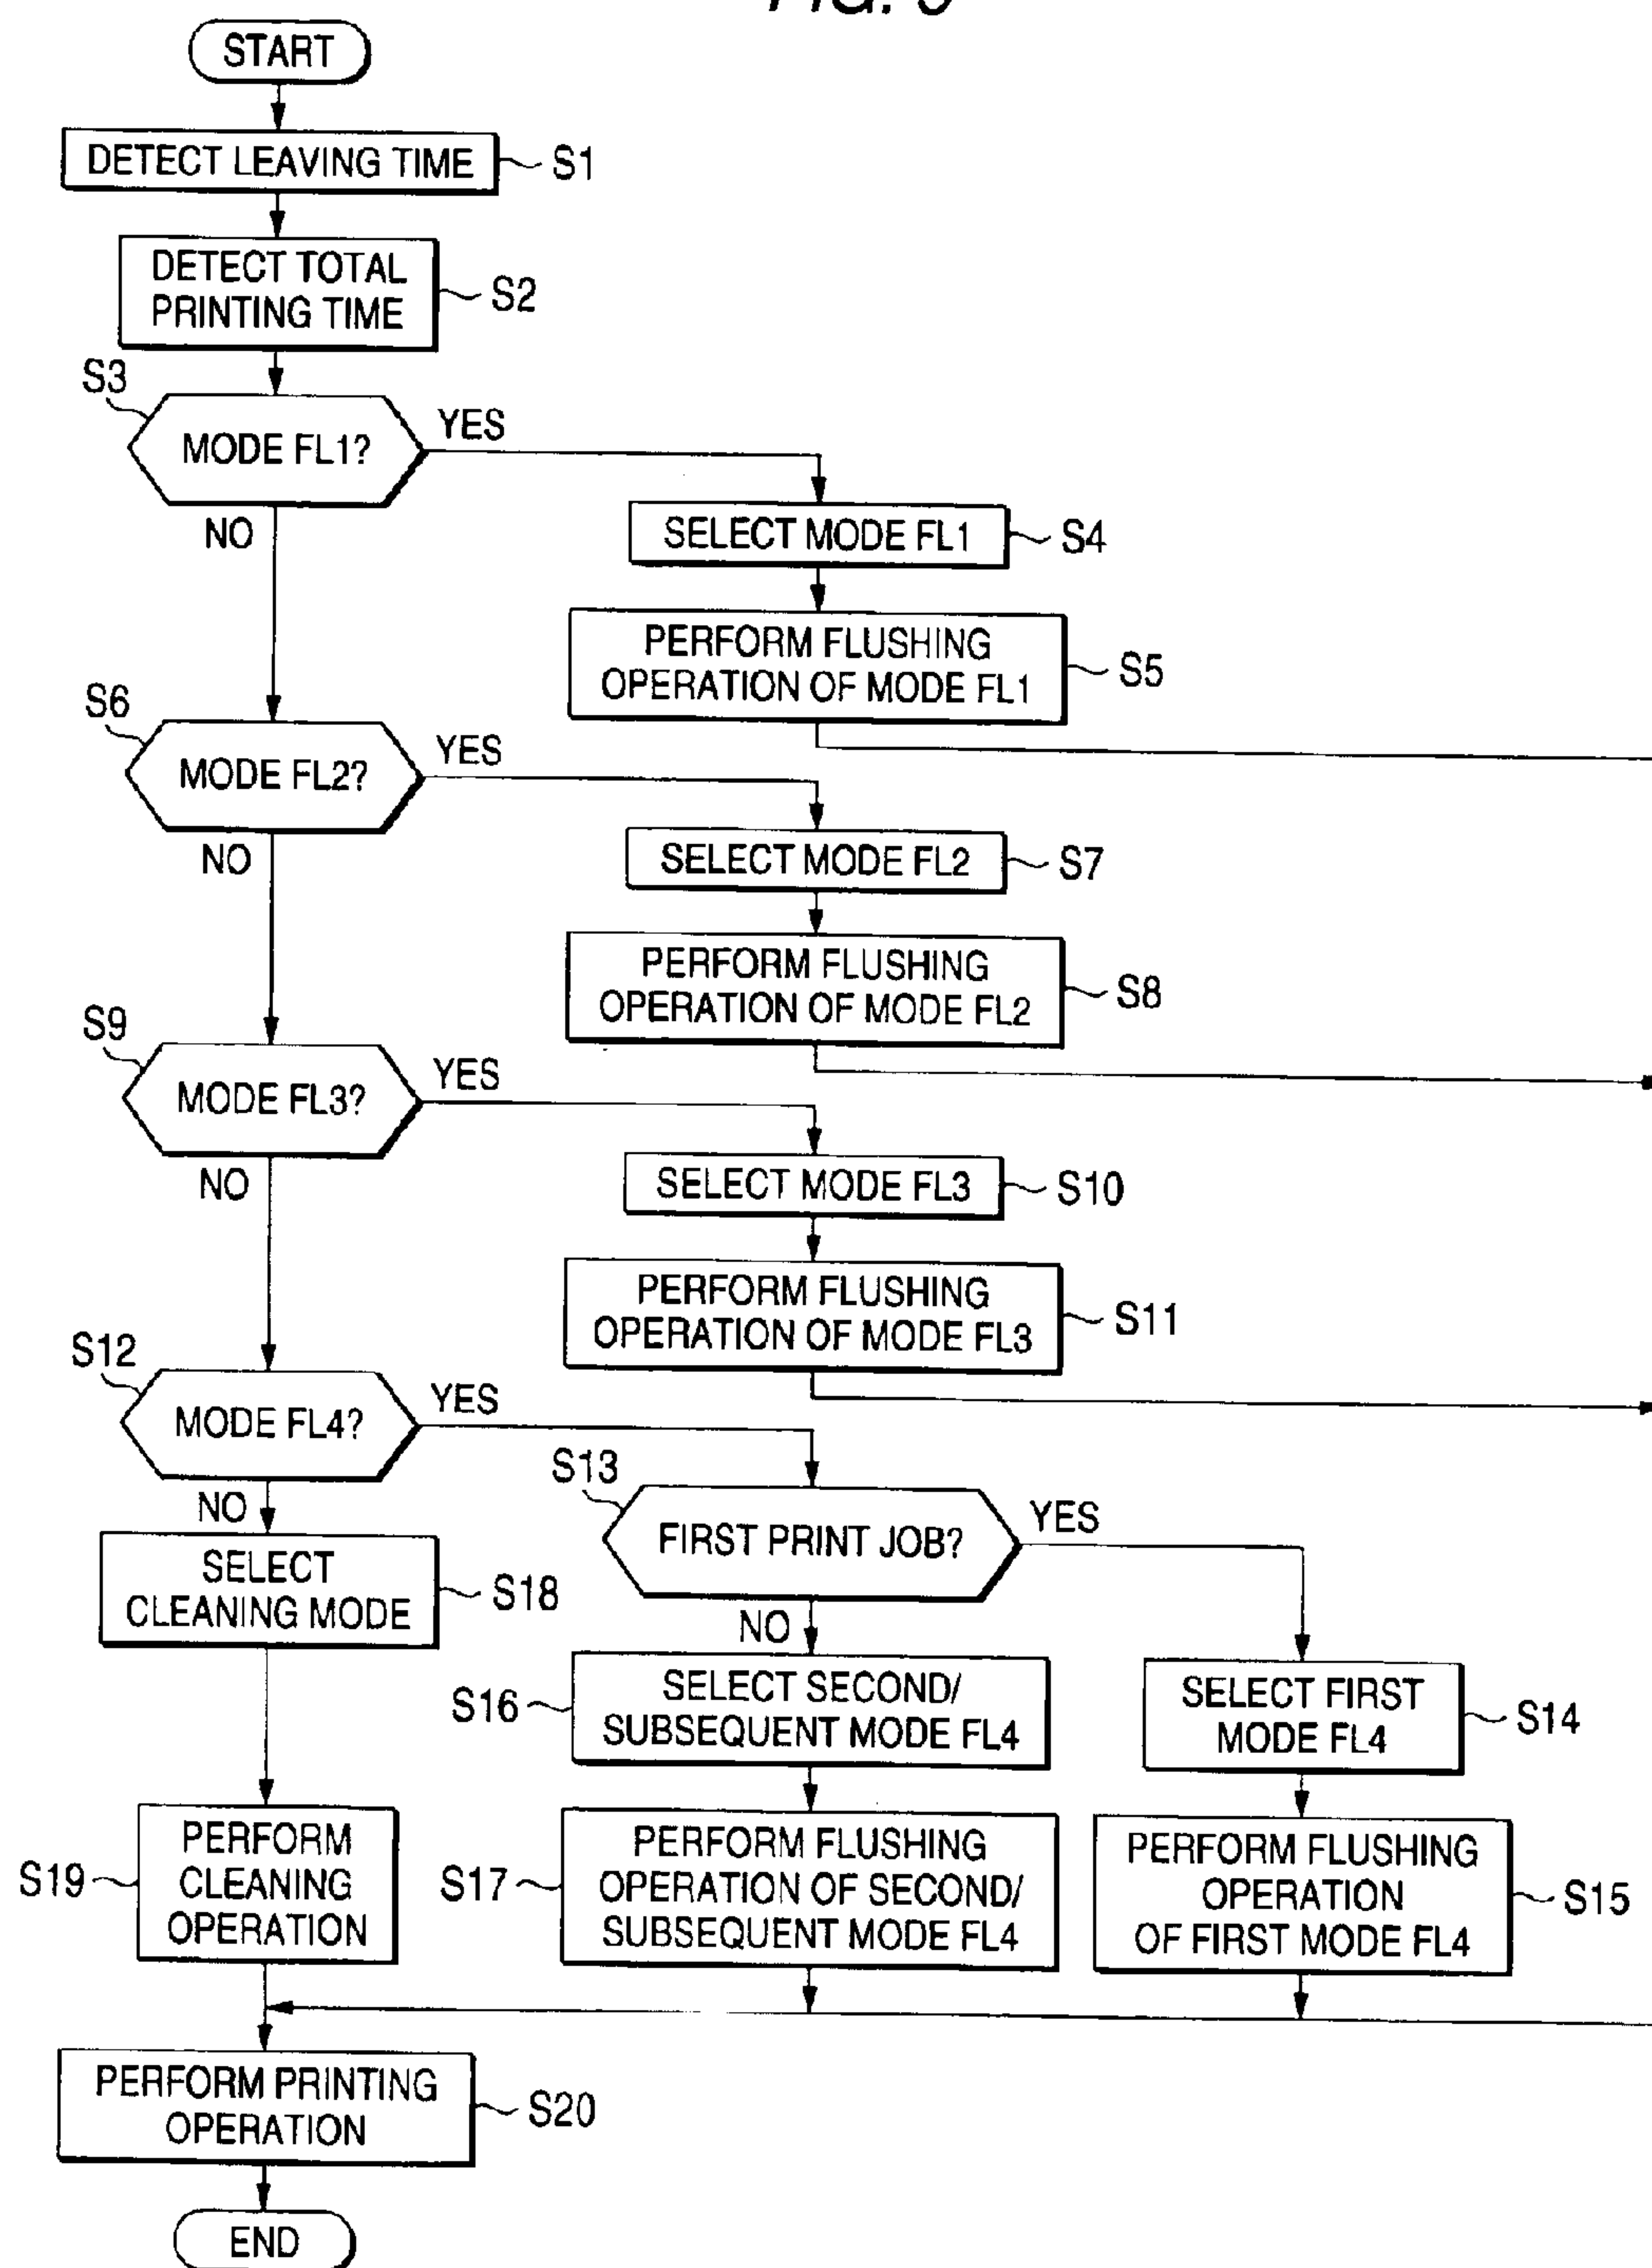 START
DETECT LEAVING TIME
S1
DETECT TOTAL
PRINTING TIME
S2
S3
MODE FL1?
YES
NO
SELECT MODE FL1
S4
PERFORM FLUSHING
OPERATION OF MODE FL1
S5
S6
MODE FL2?
YES
NO
SELECT MODE FL2
S7
PERFORM FLUSHING
OPERATION OF MODE FL2
S8
S9
MODE FL3?
YES
NO
SELECT MODE FL3
S10
PERFORM FLUSHING
OPERATION OF MODE FL3
S11
S12
MODE FL4?
YES
NO
S13
FIRST PRINT JOB?
YES
NO
SELECT
CLEANING MODE
S18
S16
SELECT SECOND/
SUBSEQUENT MODE FL4
SELECT FIRST
MODE FL4
S14
S19
PERFORM
CLEANING
OPERATION
S17
PERFORM FLUSHING
OPERATION OF SECOND/
SUBSEQUENT MODE FL4
PERFORM FLUSHING
OPERATION
OF FIRST MODE FL4
S15
PERFORM PRINTING
OPERATION
S20
END